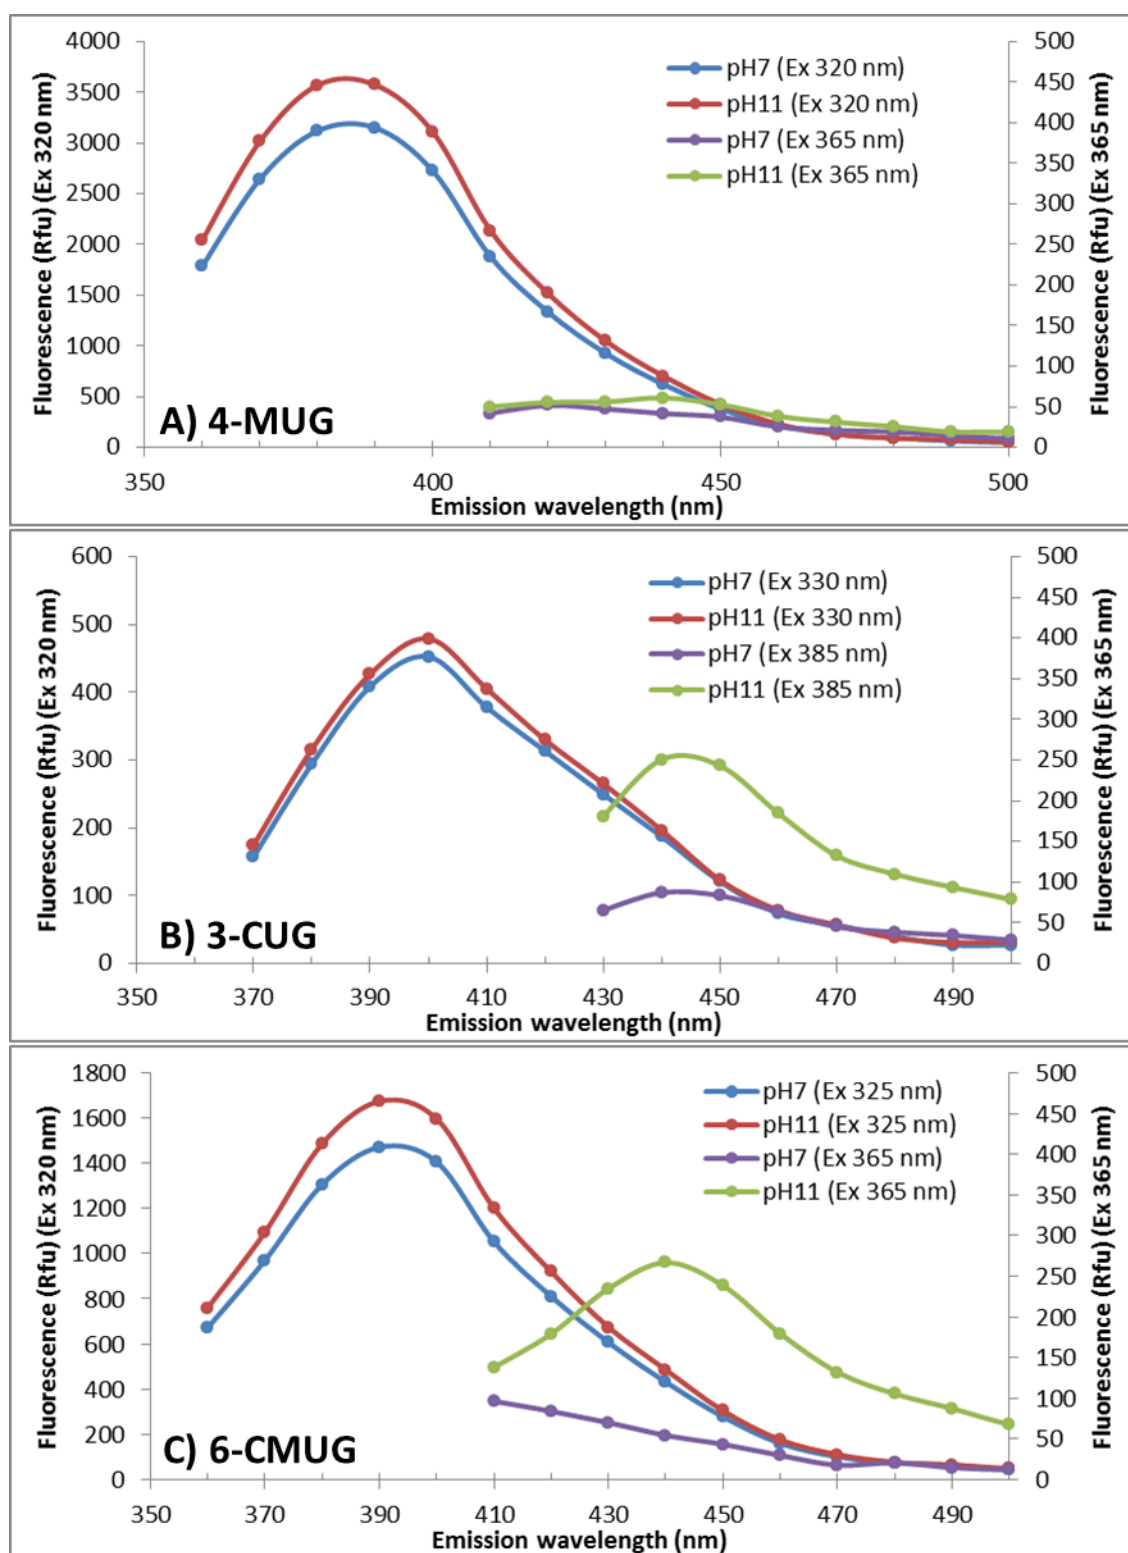 4000
3500
3000
2500
2000
1500
1000
500
0
Fluorescence (Rfu) (Ex 320 nm)
500
450
400
350
300
250
200
150
100
50
0
Fluorescence (Rfu) (Ex 365 nm)
pH7 (Ex 320 nm)
pH11 (Ex 320 nm)
pH7 (Ex 365 nm)
pH11 (Ex 365 nm)
A) 4-MUG
350 400 450 500
Emission wavelength (nm)
600
500
400
300
200
100
0
Fluorescence (Rfu) (Ex 320 nm)
500
450
400
350
300
250
200
150
100
50
0
Fluorescence (Rfu) (Ex 365 nm)
pH7 (Ex 330 nm)
pH11 (Ex 330 nm)
pH7 (Ex 385 nm)
pH11 (Ex 385 nm)
B) 3-CUG
350 370 390 410 430 450 470 490
Emission wavelength (nm)
1800
1600
1400
1200
1000
800
600
400
200
0
Fluorescence (Rfu) (Ex 320 nm)
500
450
400
350
300
250
200
150
100
50
0
Fluorescence (Rfu) (Ex 365 nm)
pH7 (Ex 325 nm)
pH11 (Ex 325 nm)
pH7 (Ex 365 nm)
pH11 (Ex 365 nm)
C) 6-CMUG
350 370 390 410 430 450 470 490
Emission wavelength (nm)